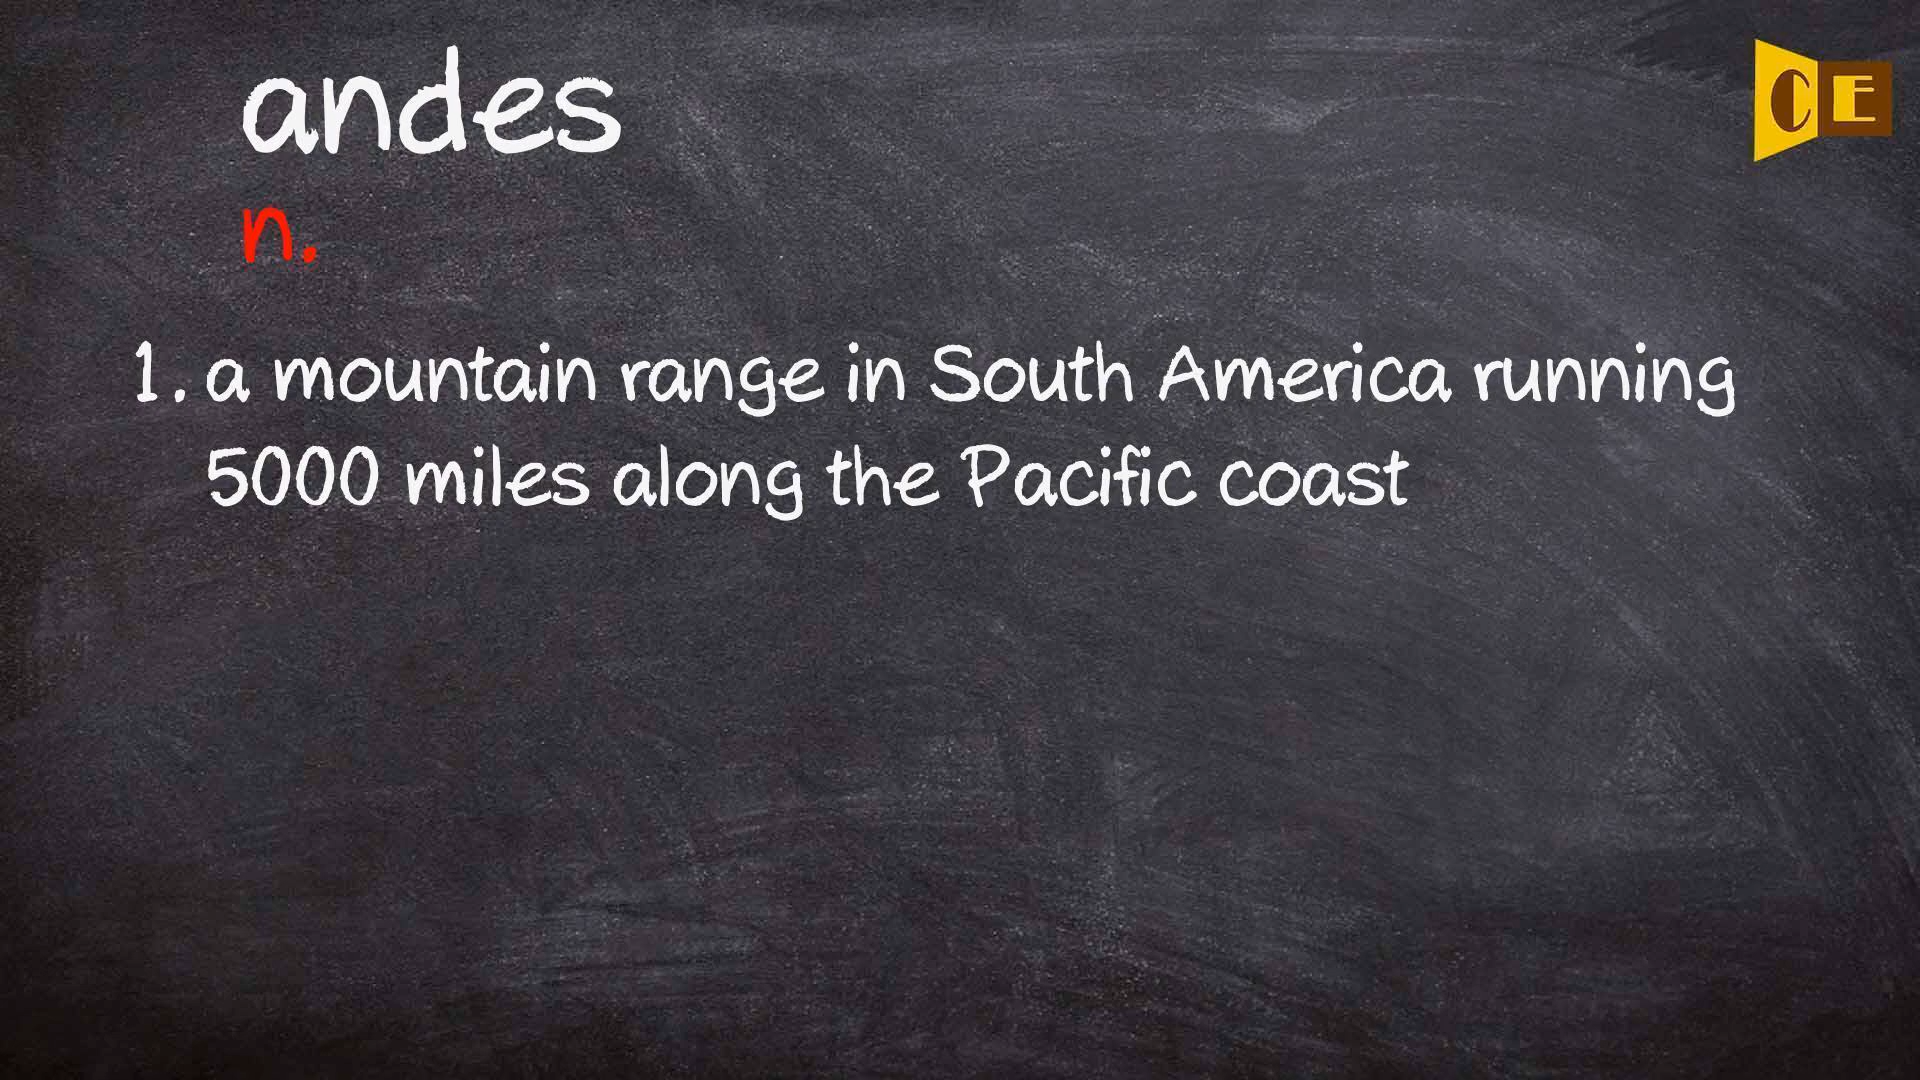 andes
CE
n.
1. a mountain range in South America running
5000 miles along the Pacific coast